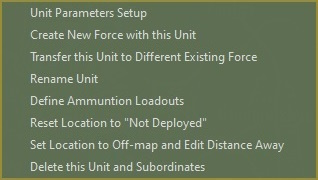 Unit Parameters Setup
Create New Force with this Unit
Transfer this Unit to Different Existing Force
Rename Unit
Define Ammuntion Loadouts
Reset Location to "Not Deployed"
Set Location to Off-map and Edit Distance Away
Delete this Unit and Subordinates